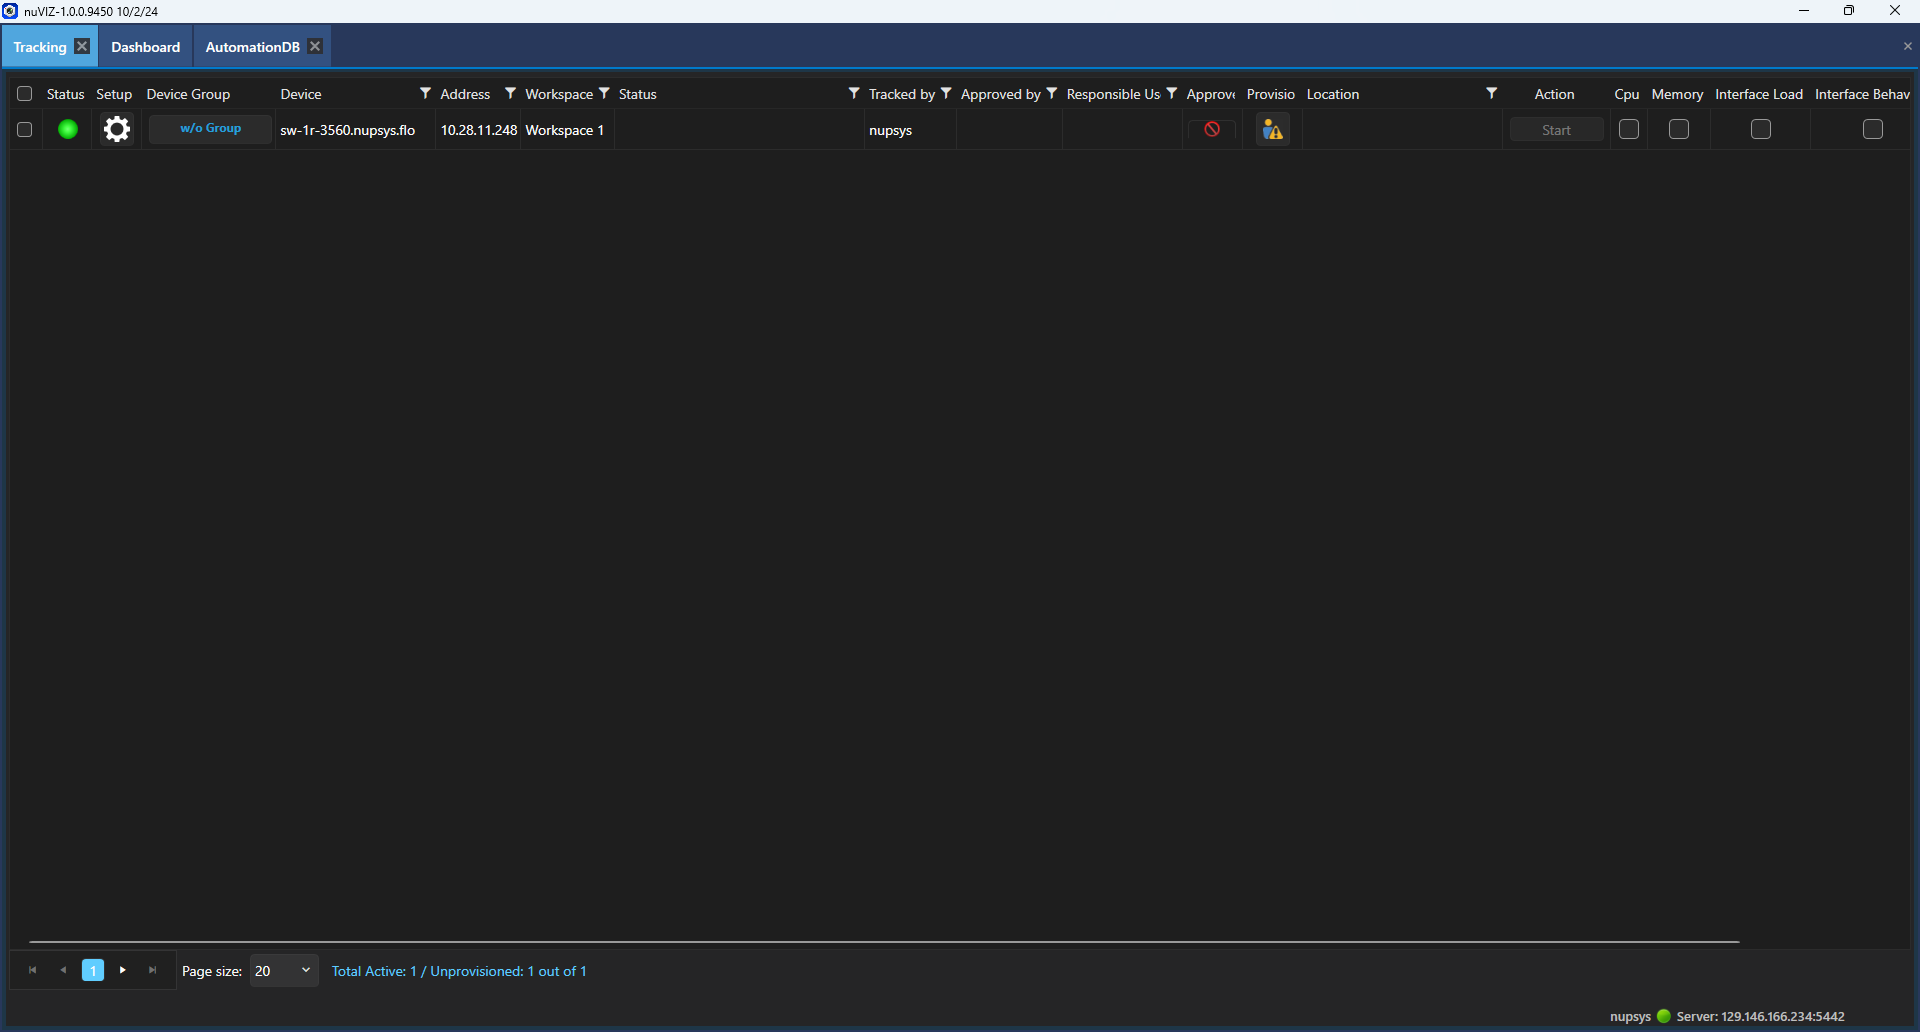 nuVIZ-1.0.0.9450 10/2/24
Tracking Dashboard AutomationDB
Status Setup Device Group Device Address Workspace Status Tracked by Approved by Responsible Us Approve Provisio Location Action Cpu Memory Interface Load Interface Behav
w/o Group sw-1r-3560.nupsys.flo 10.28.11.248 Workspace 1 nupsys Start
1 Page size: 20 Total Active: 1 / Unprovisioned: 1 out of 1
nupsys Server: 129.146.166.234:5442